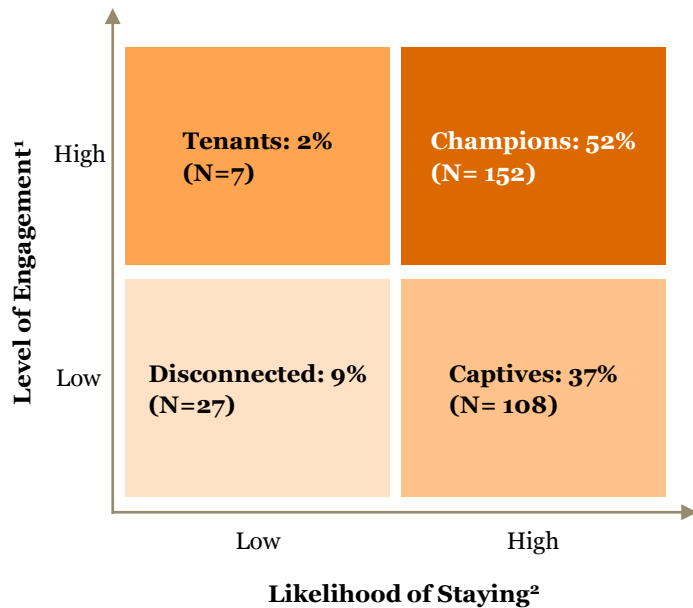 Level of Engagement¹
High
Tenants: 2%
(N=7)
Champions: 52%
(N= 152)
Low
Disconnected: 9%
(N=27)
Captives: 37%
(N= 108)
Low
High
Likelihood of Staying²